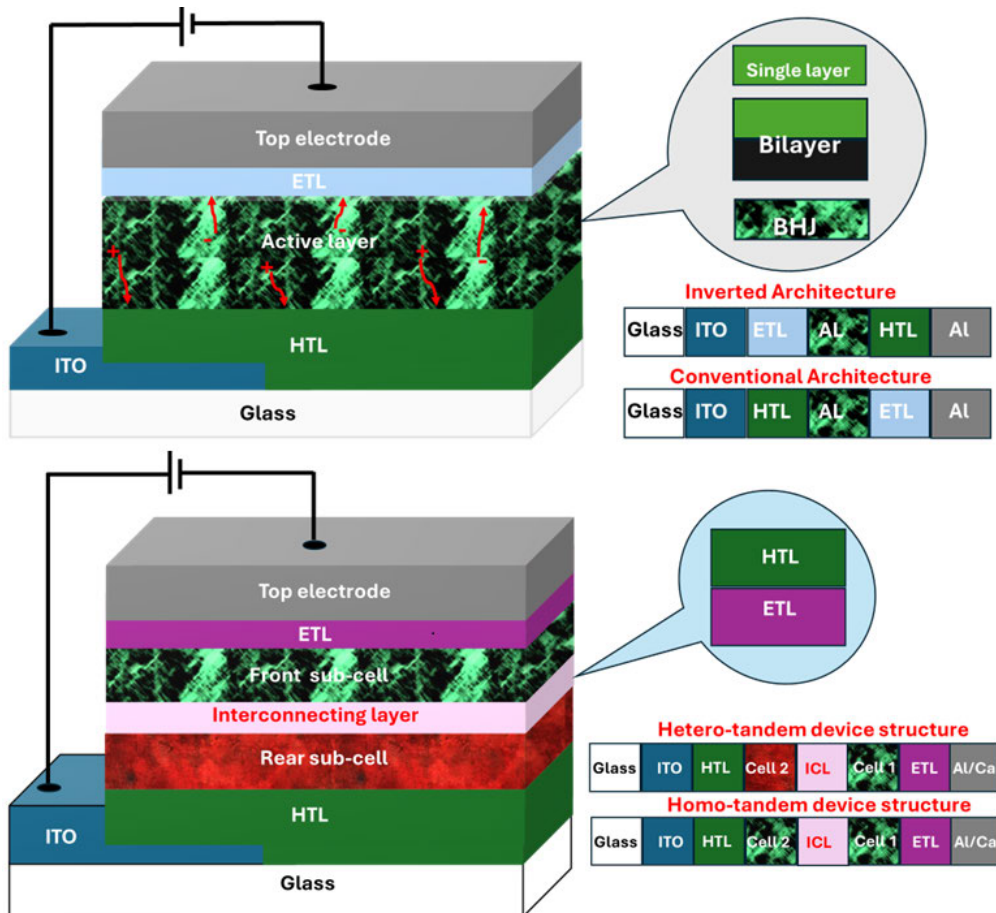 Top electrode
ETL
Active layer
+ + +
- - -
HTL
ITO
Glass
Single layer
Bilayer
BHJ
Inverted Architecture
Glass ITO ETL AL HTL Al
Conventional Architecture
Glass ITO HTL AL ETL Al
Top electrode
ETL
Front sub-cell
Interconnecting layer
Rear sub-cell
HTL
ITO
Glass
HTL
ETL
Hetero-tandem device structure
Glass ITO HTL Cell 2 ICL Cell 1 ETL Al/Ca
Homo-tandem device structure
Glass ITO HTL Cell 2 ICL Cell 1 ETL Al/Ca